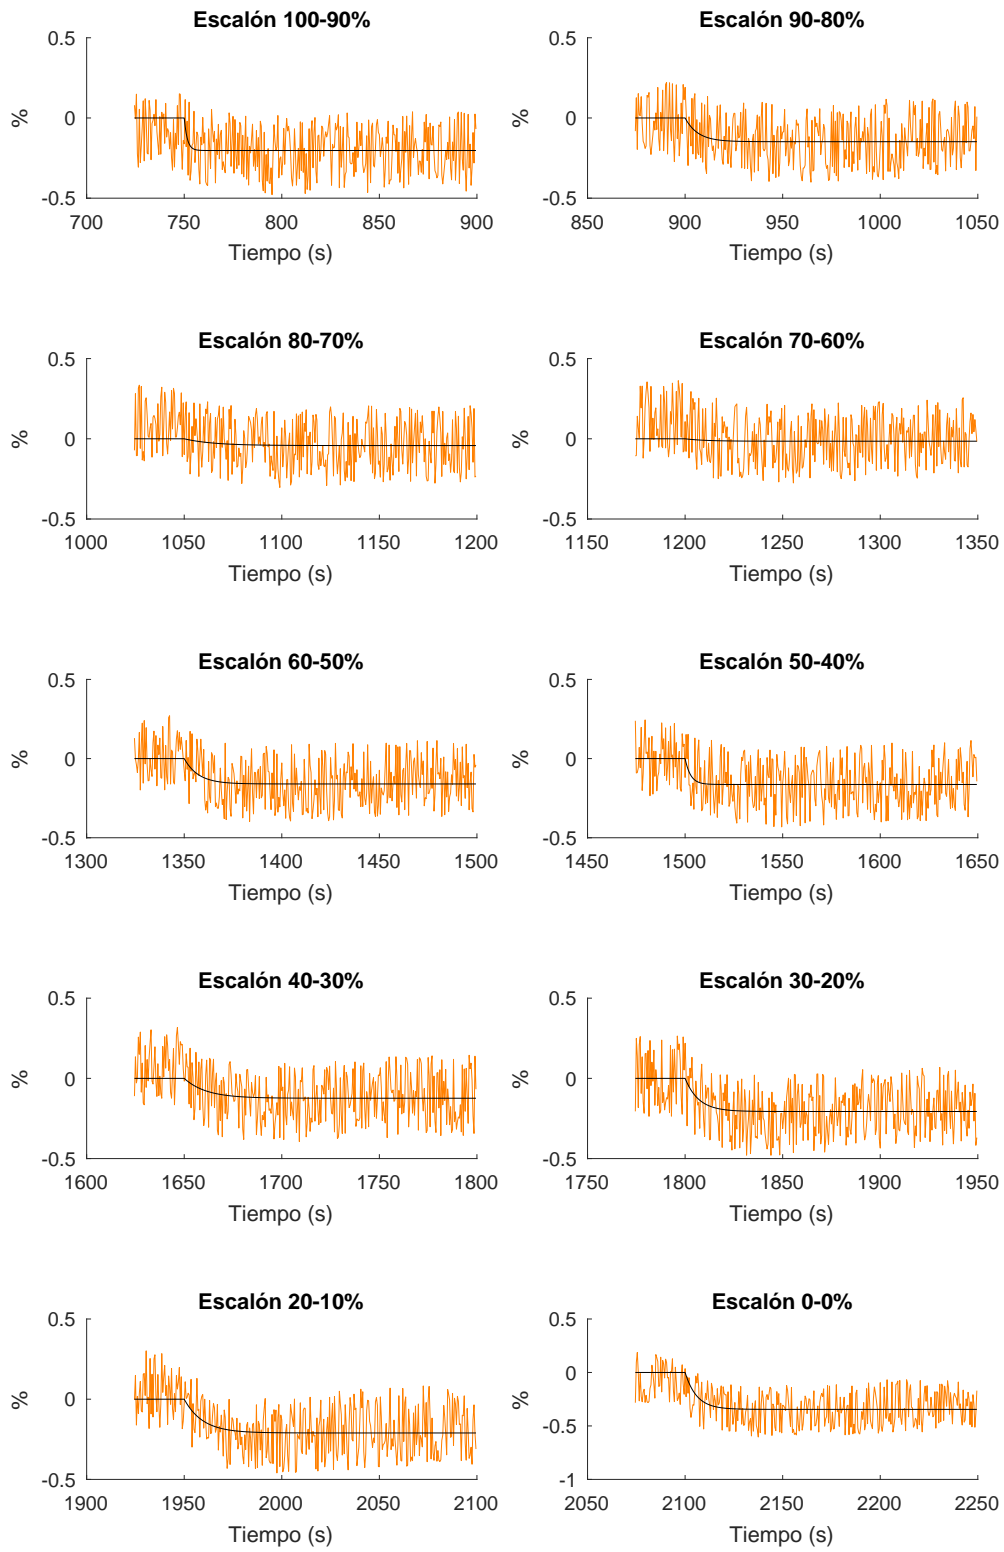 Escalón 100-90%
Escalón 90-80%
0.5
0
-0.5
%
700 750 800 850 900
Tiempo (s)
0.5
0
-0.5
%
850 900 950 1000 1050
Tiempo (s)
Escalón 80-70%
Escalón 70-60%
0.5
0
-0.5
%
1000 1050 1100 1150 1200
Tiempo (s)
0.5
0
-0.5
%
1150 1200 1250 1300 1350
Tiempo (s)
Escalón 60-50%
Escalón 50-40%
0.5
0
-0.5
%
1300 1350 1400 1450 1500
Tiempo (s)
0.5
0
-0.5
%
1450 1500 1550 1600 1650
Tiempo (s)
Escalón 40-30%
Escalón 30-20%
0.5
0
-0.5
%
1600 1650 1700 1750 1800
Tiempo (s)
0.5
0
-0.5
%
1750 1800 1850 1900 1950
Tiempo (s)
Escalón 20-10%
Escalón 0-0%
0.5
0
-0.5
%
1900 1950 2000 2050 2100
Tiempo (s)
0.5
0
-0.5
-1
%
2050 2100 2150 2200 2250
Tiempo (s)